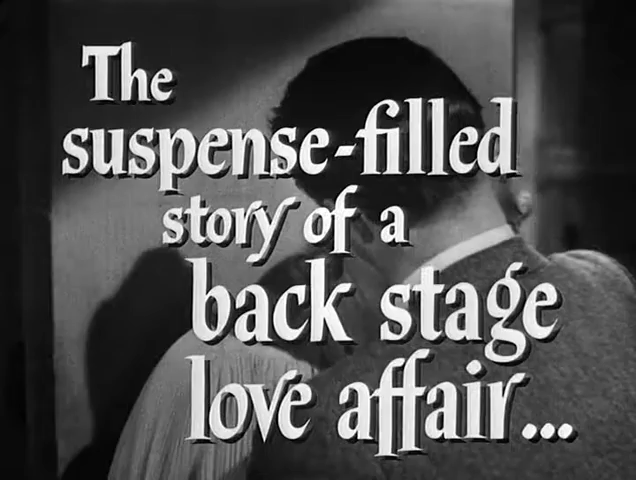 The
suspense-filled
story of a
back stage
love affair...